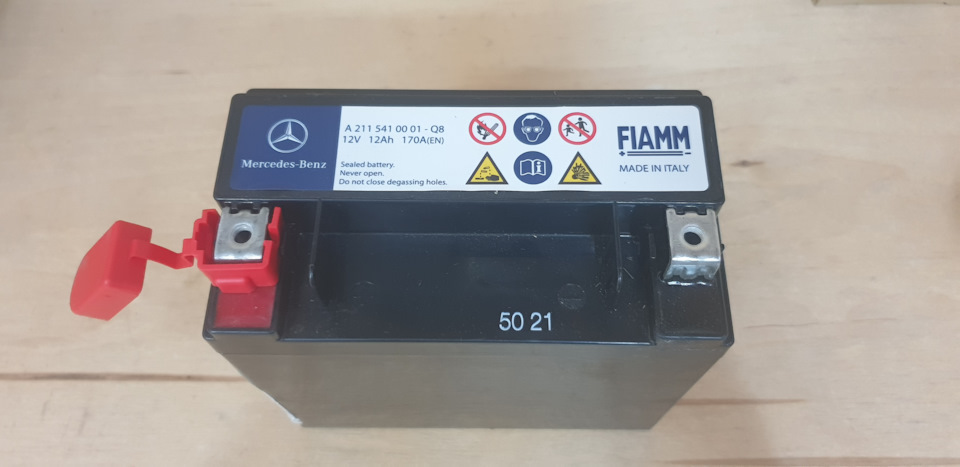 Mercedes-Benz
A 211 541 00 01 - Q8
12V 12Ah 170A(EN)
Sealed battery.
Never open.
Do not close degassing holes.
FIAMM
MADE IN ITALY
50 21